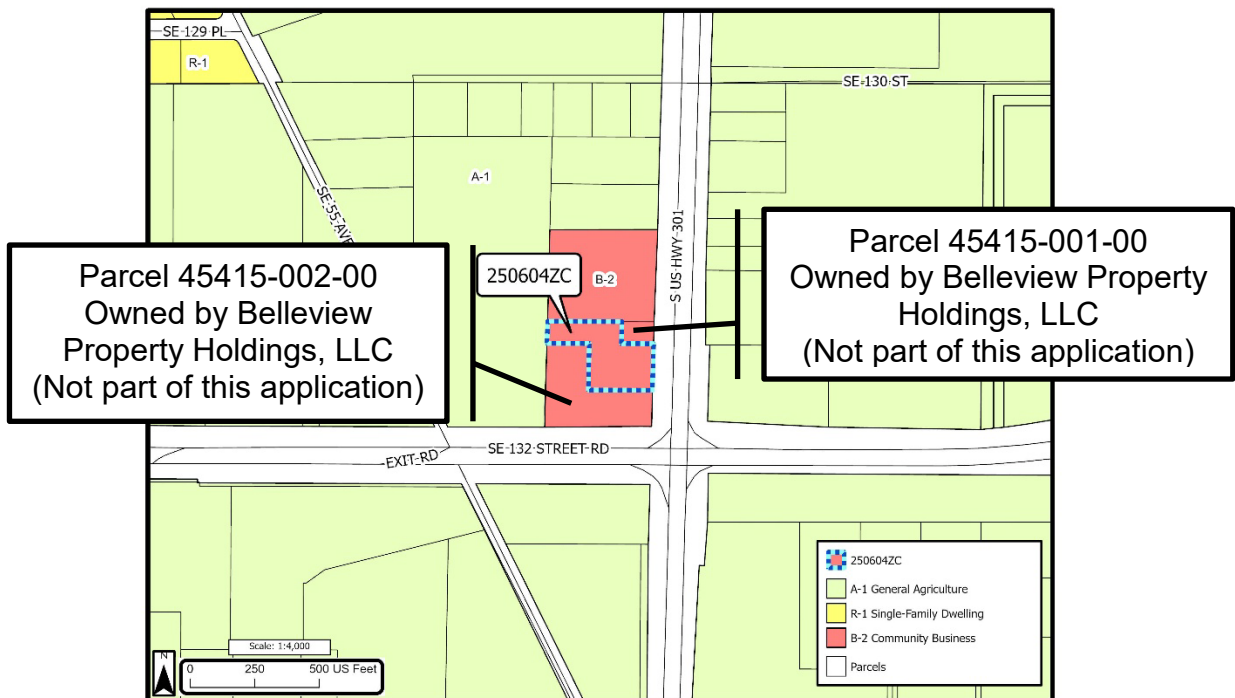 SE 129 PL
R-1
SE 130 ST
A-1
SE 55 AVE
S US HWY 301
Parcel 45415-002-00
Owned by Belleview
Property Holdings, LLC
(Not part of this application)
250604ZC
B-2
Parcel 45415-001-00
Owned by Belleview Property
Holdings, LLC
(Not part of this application)
SE 132 STREET RD
EXIT RD
250604ZC
A-1 General Agriculture
R-1 Single-Family Dwelling
B-2 Community Business
Parcels
Scale: 1:4,000
N
0 250 500 US Feet